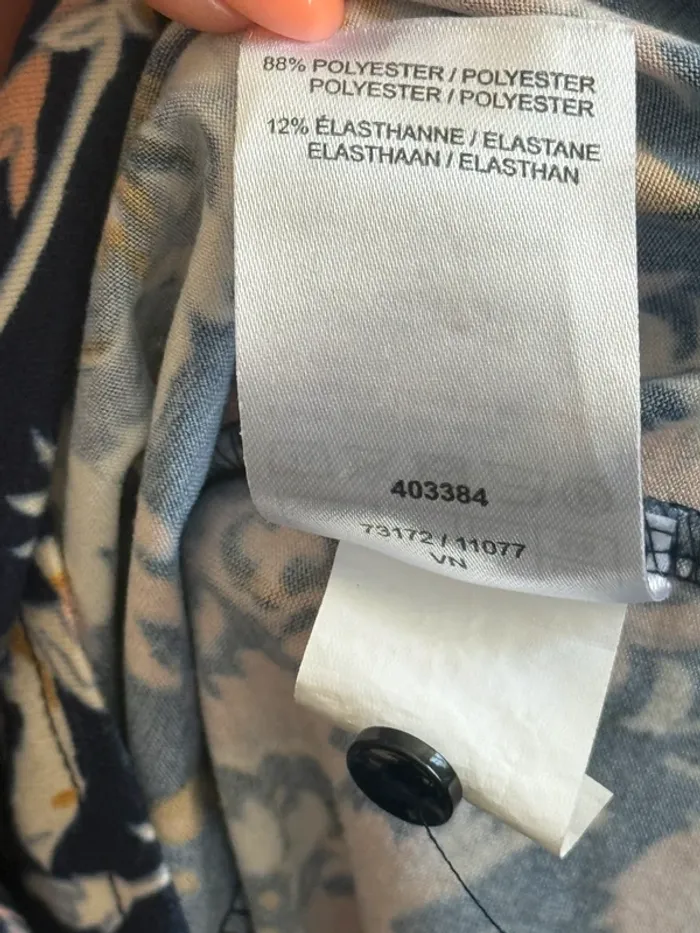 88% POLYESTER / POLYESTER
POLYESTER / POLYESTER
12% ÉLASTHANNE / ELASTANE
ELASTHAAN / ELASTHAN
403384
73172 / 11077
VN